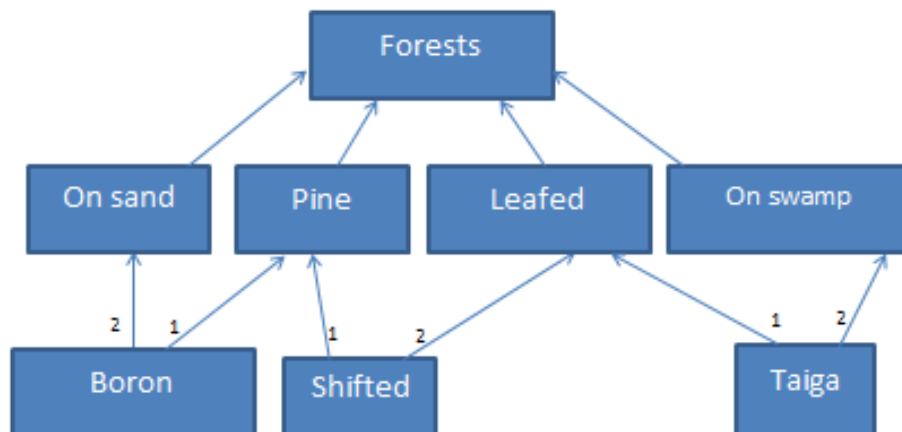 Forests
On sand
Pine
Leafed
On swamp
2
1
1
2
1
2
Boron
Shifted
Taiga